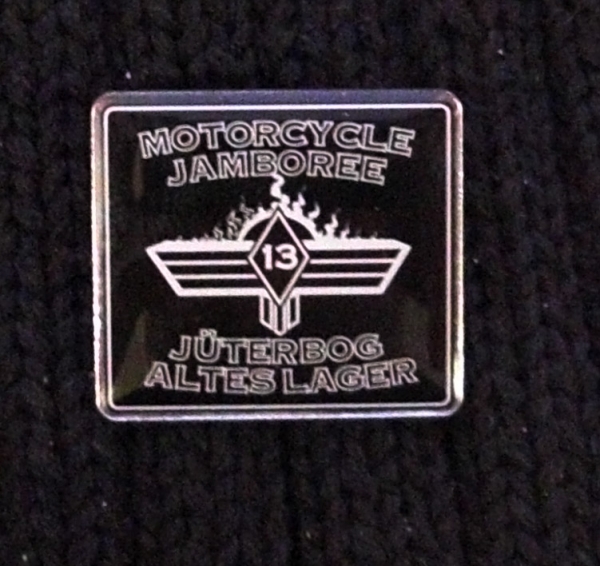 MOTORCYCLE
JAMBOREE
13
JÜTERBOG
ALTES LAGER